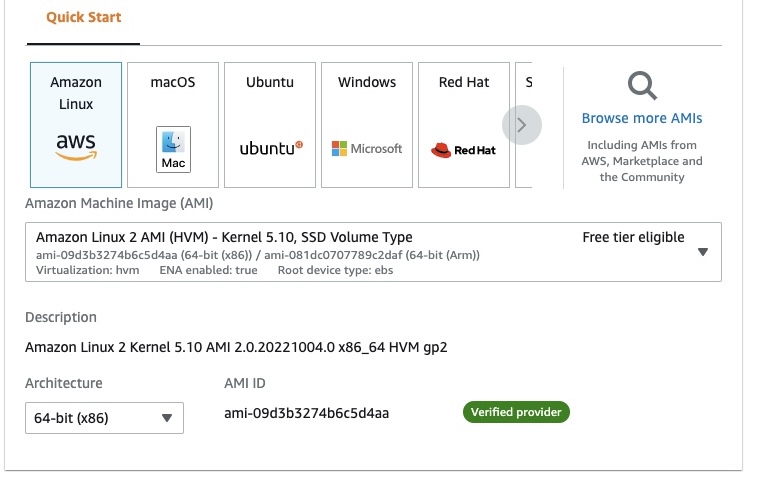 Quick Start
Amazon
Linux
aws
macOS
Mac
Ubuntu
ubuntu
Windows
Microsoft
Red Hat
Red Hat
S
Browse more AMIs
Including AMIs from
AWS, Marketplace and
the Community
Amazon Machine Image (AMI)
Amazon Linux 2 AMI (HVM) - Kernel 5.10, SSD Volume Type
Free tier eligible
ami-09d3b3274b6c5d4aa (64-bit (x86)) / ami-081dc0707789c2daf (64-bit (Arm))
Virtualization: hvm ENA enabled: true Root device type: ebs
Description
Amazon Linux 2 Kernel 5.10 AMI 2.0.20221004.0 x86_64 HVM gp2
Architecture
AMI ID
64-bit (x86)
ami-09d3b3274b6c5d4aa
Verified provider